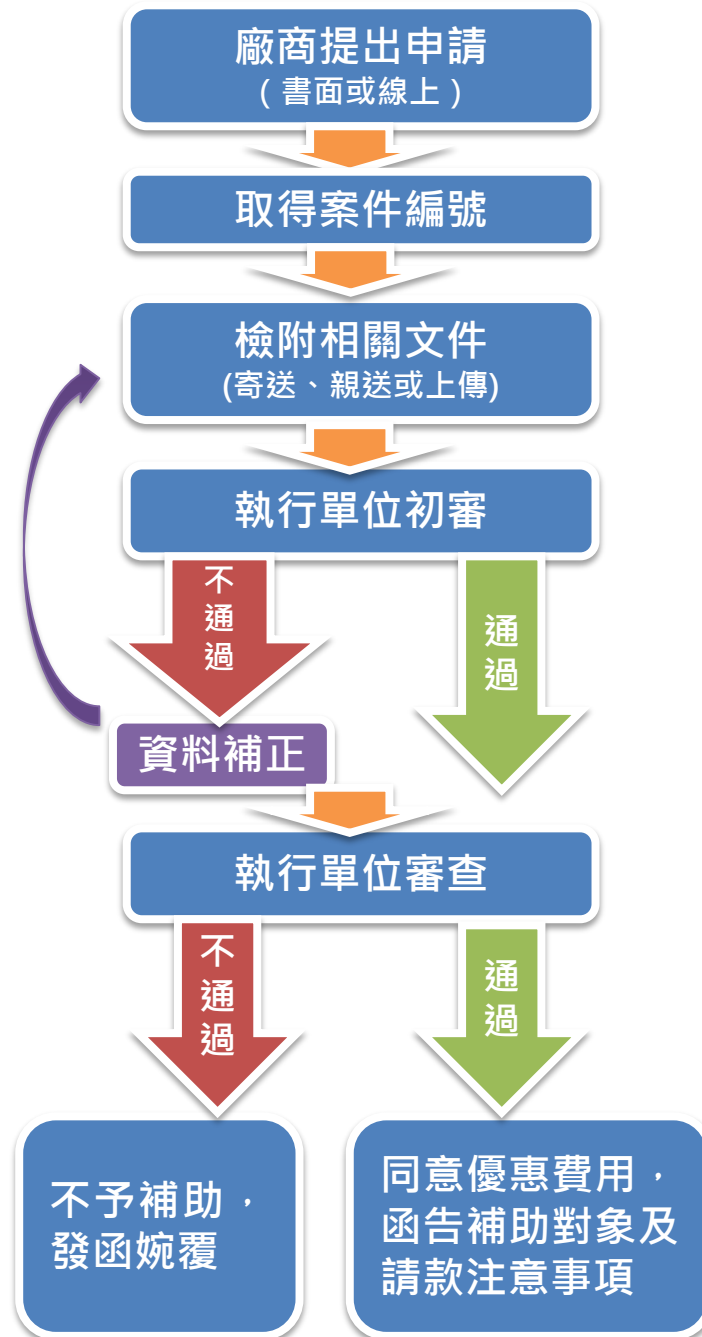 廠商提出申請
（書面或線上）
取得案件編號
檢附相關文件
(寄送、親送或上傳)
執行單位初審
不通過
通過
資料補正
執行單位審查
不通過
通過
不予補助，
發函婉覆
同意優惠費用，
函告補助對象及
請款注意事項